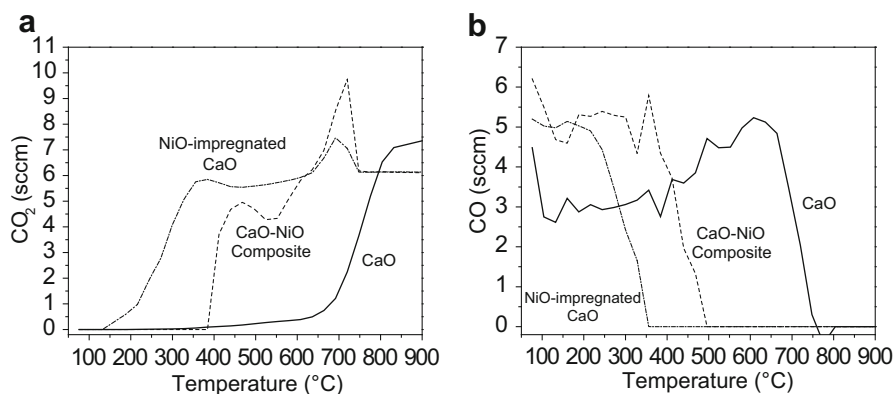 a
11
10
9
8
7
6
5
4
3
2
1
0
CO₂ (sccm)
NiO-impregnated
CaO
CaO-NiO
Composite
CaO
100 200 300 400 500 600 700 800 900
Temperature (°C)
b
7
6
5
4
3
2
1
0
CO (sccm)
CaO
CaO-NiO
Composite
NiO-impregnated
CaO
100 200 300 400 500 600 700 800 900
Temperature (°C)